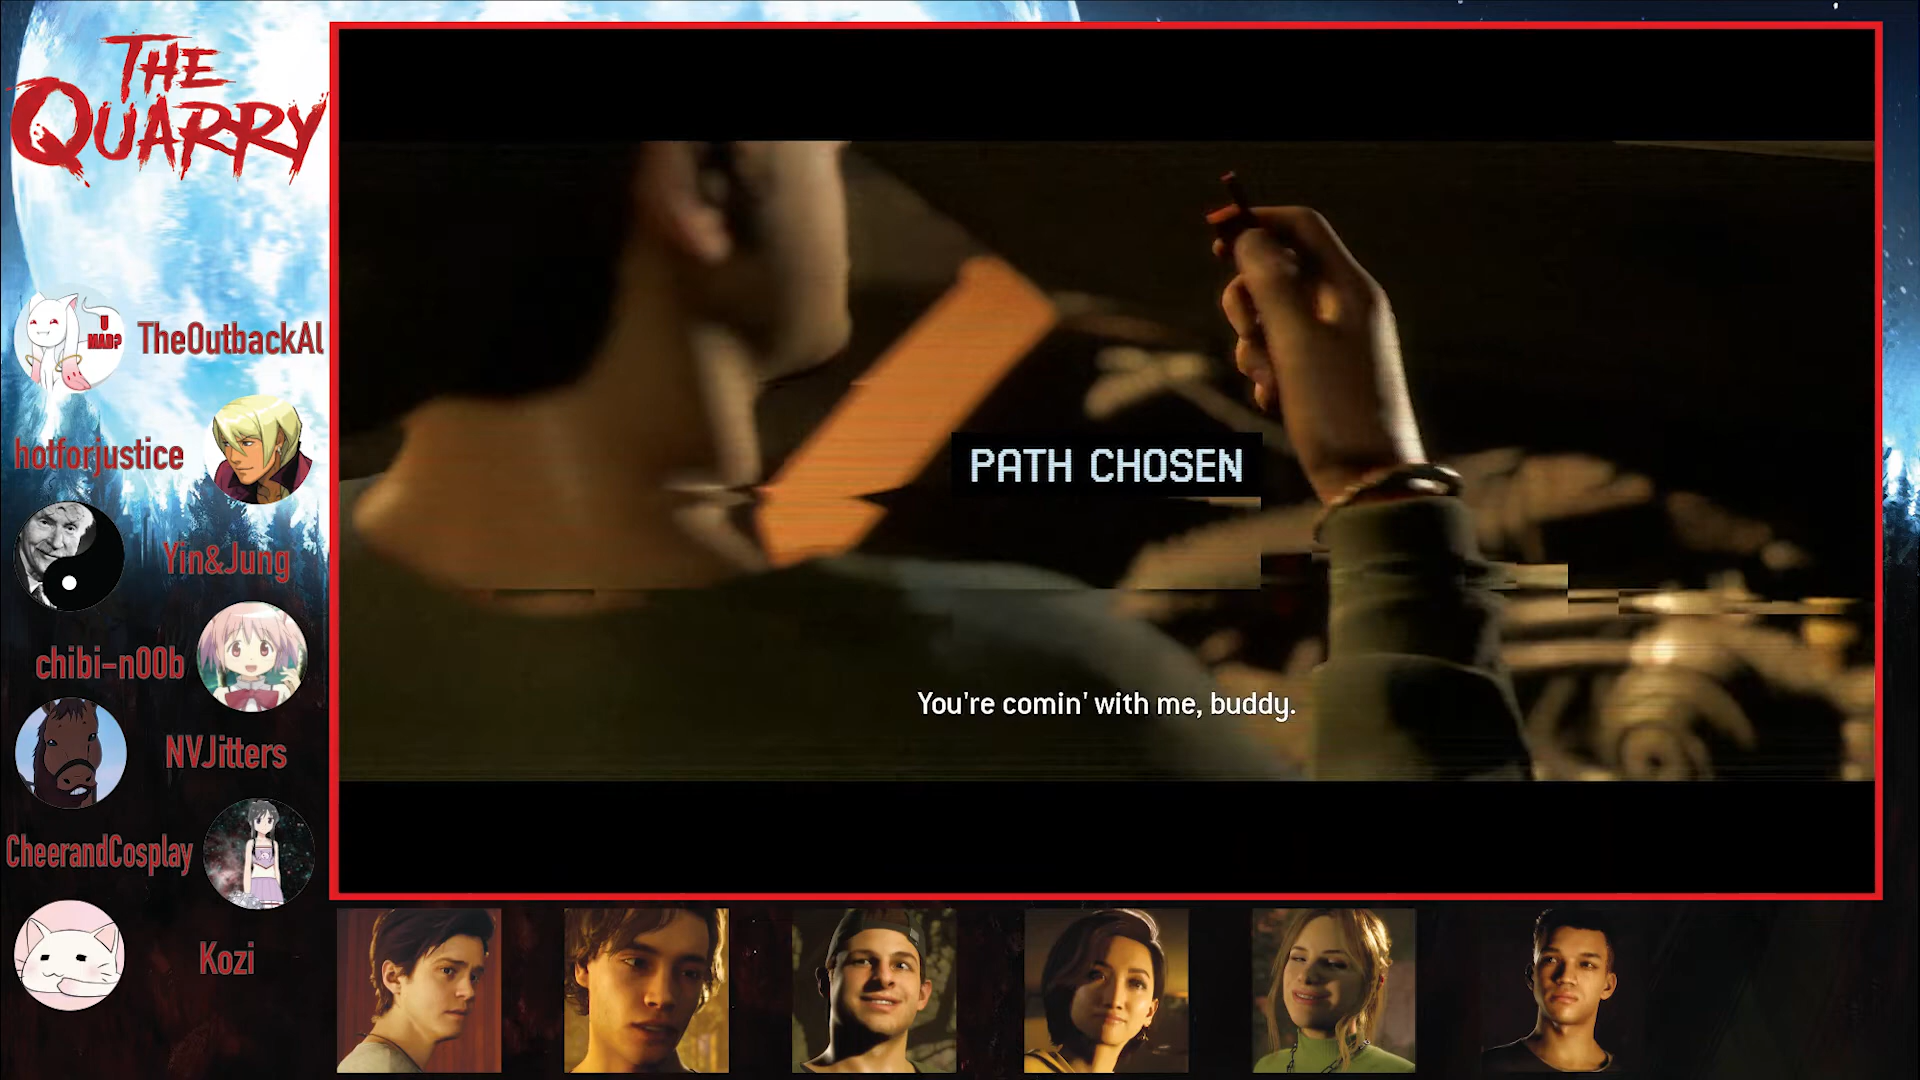 THE
QUARRY
U
MAD?
TheOutbackAl
hotforjustice
Yin&Jung
chibi-n00b
NVJitters
CheerandCosplay
Kozi
PATH CHOSEN
You're comin' with me, buddy.